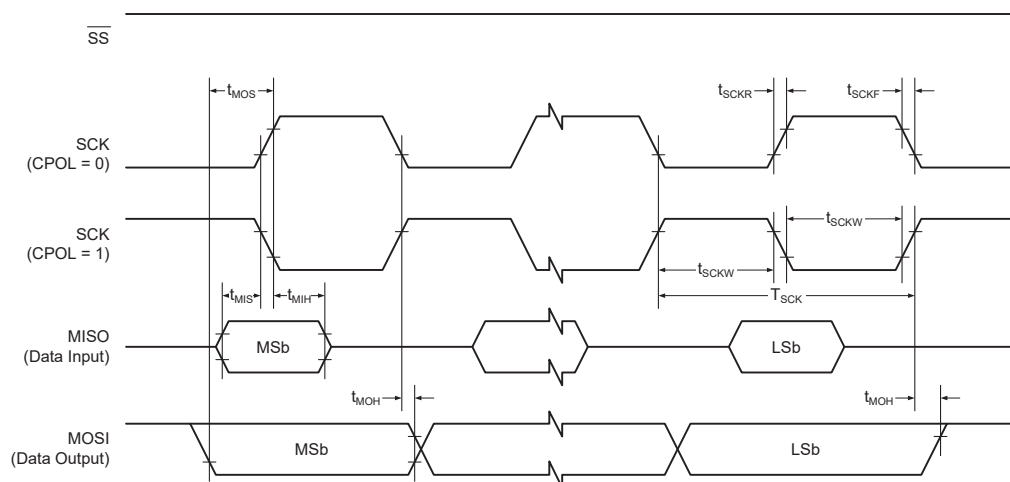 SS
tMOS
tSCKR
tSCKF
SCK
(CPOL = 0)
SCK
(CPOL = 1)
tSCKW
tSCKW
tMIS
tMIH
TSCK
MISO
(Data Input)
MSb
LSb
tMOH
tMOH
MOSI
(Data Output)
MSb
LSb